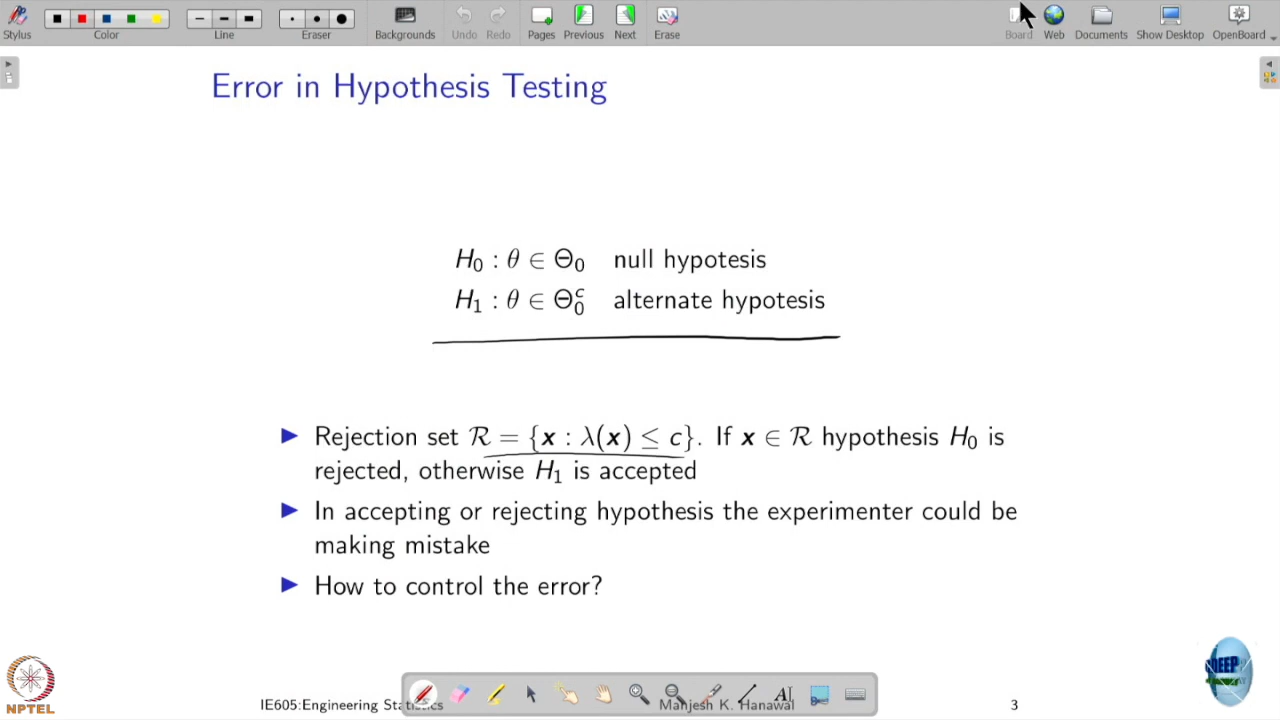 Stylus Color Line Eraser Backgrounds Undo Redo Pages Previous Next Erase Board Web Documents Show Desktop OpenBoard
Error in Hypothesis Testing
H₀ : θ ∈ Θ₀ null hypotesis
H₁ : θ ∈ Θ₀ᶜ alternate hypotesis
Rejection set ℛ = {x : λ(x) ≤ c}. If x ∈ ℛ hypothesis H₀ is
rejected, otherwise H₁ is accepted
In accepting or rejecting hypothesis the experimenter could be
making mistake
How to control the error?
NPTEL
IE605:Engineering Statistics Manjesh K. Hanawal 3